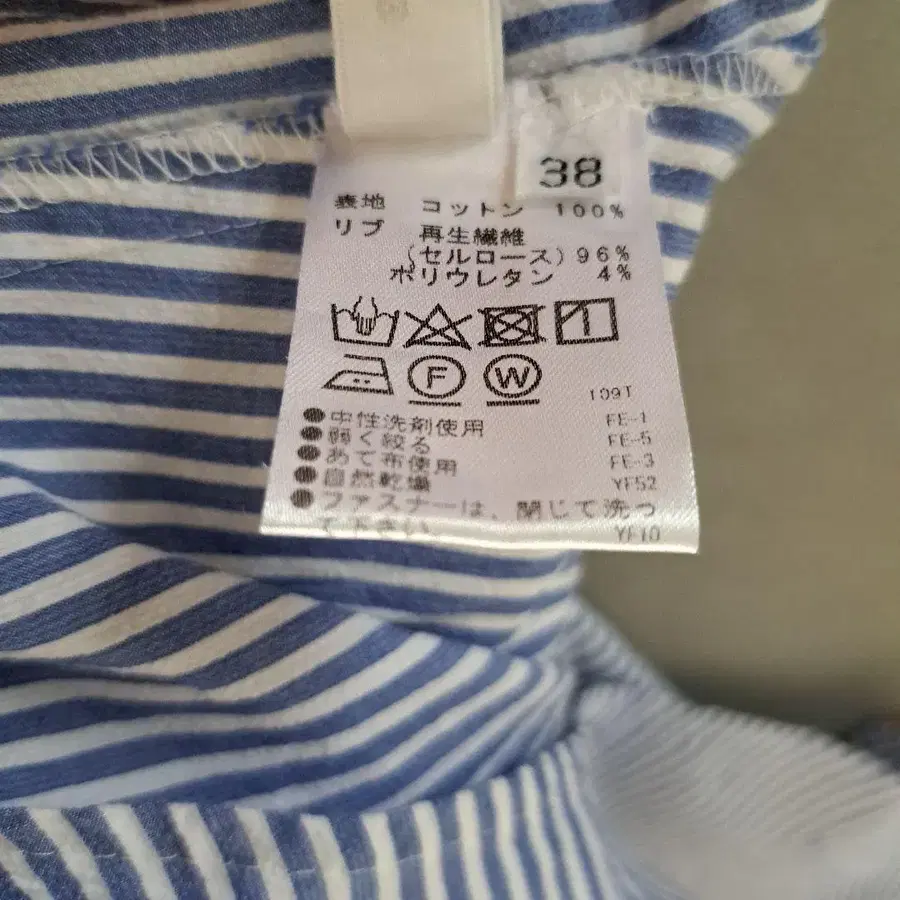 38
表地 コットン 100%
リブ 再生繊維
(セルロース) 96%
ポリウレタン 4%
F W
109T
●中性洗剤使用 FE-1
●弱く絞る FE-5
●あて布使用 FE-3
●自然乾燥 YF52
●ファスナーは、閉じて洗っ
て下さい。 YF10